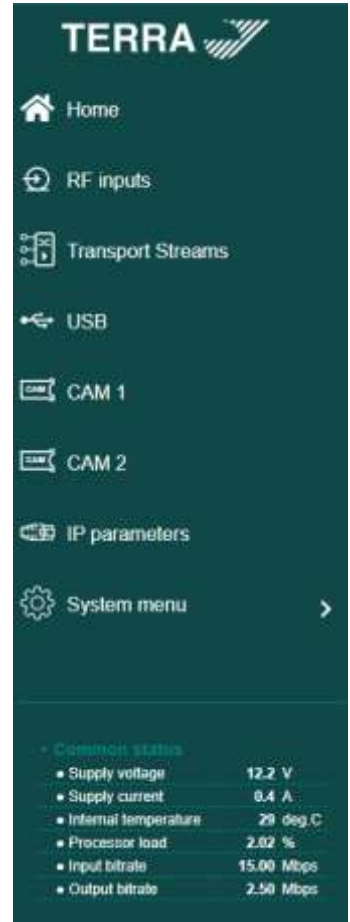 TERRA
Home
RF inputs
Transport Streams
USB
CAM CAM 1
CAM CAM 2
IP parameters
System menu
Common status
• Supply voltage 12.2 V
• Supply current 0.4 A
• Internal temperature 29 deg.C
• Processor load 2.02 %
• Input bitrate 15.00 Mbps
• Output bitrate 2.50 Mbps